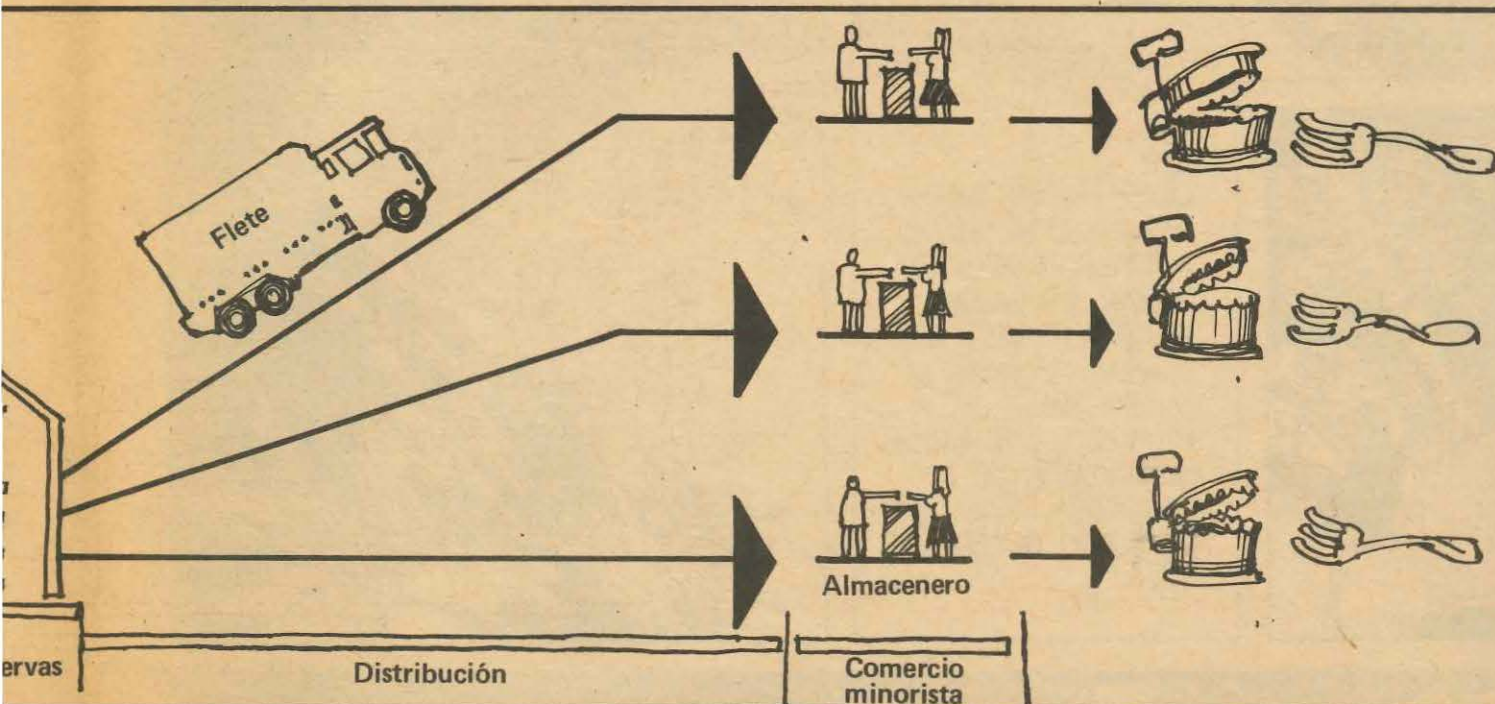 Flete
Almacenero
ervas
Distribución
Comercio
minorista